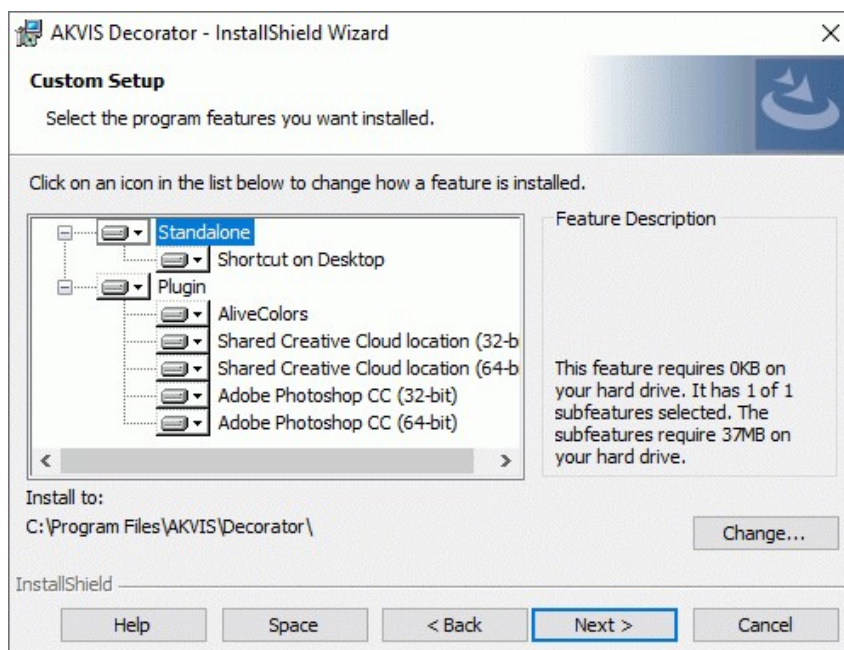 AKVIS Decorator - InstallShield Wizard
Custom Setup
Select the program features you want installed.
Click on an icon in the list below to change how a feature is installed.
Standalone
Shortcut on Desktop
Plugin
AliveColors
Shared Creative Cloud location (32-b
Shared Creative Cloud location (64-b
Adobe Photoshop CC (32-bit)
Adobe Photoshop CC (64-bit)
Feature Description
This feature requires 0KB on
your hard drive. It has 1 of 1
subfeatures selected. The
subfeatures require 37MB on
your hard drive.
Install to:
C:\Program Files\AKVIS\Decorator\
Change...
InstallShield
Help
Space
< Back
Next >
Cancel